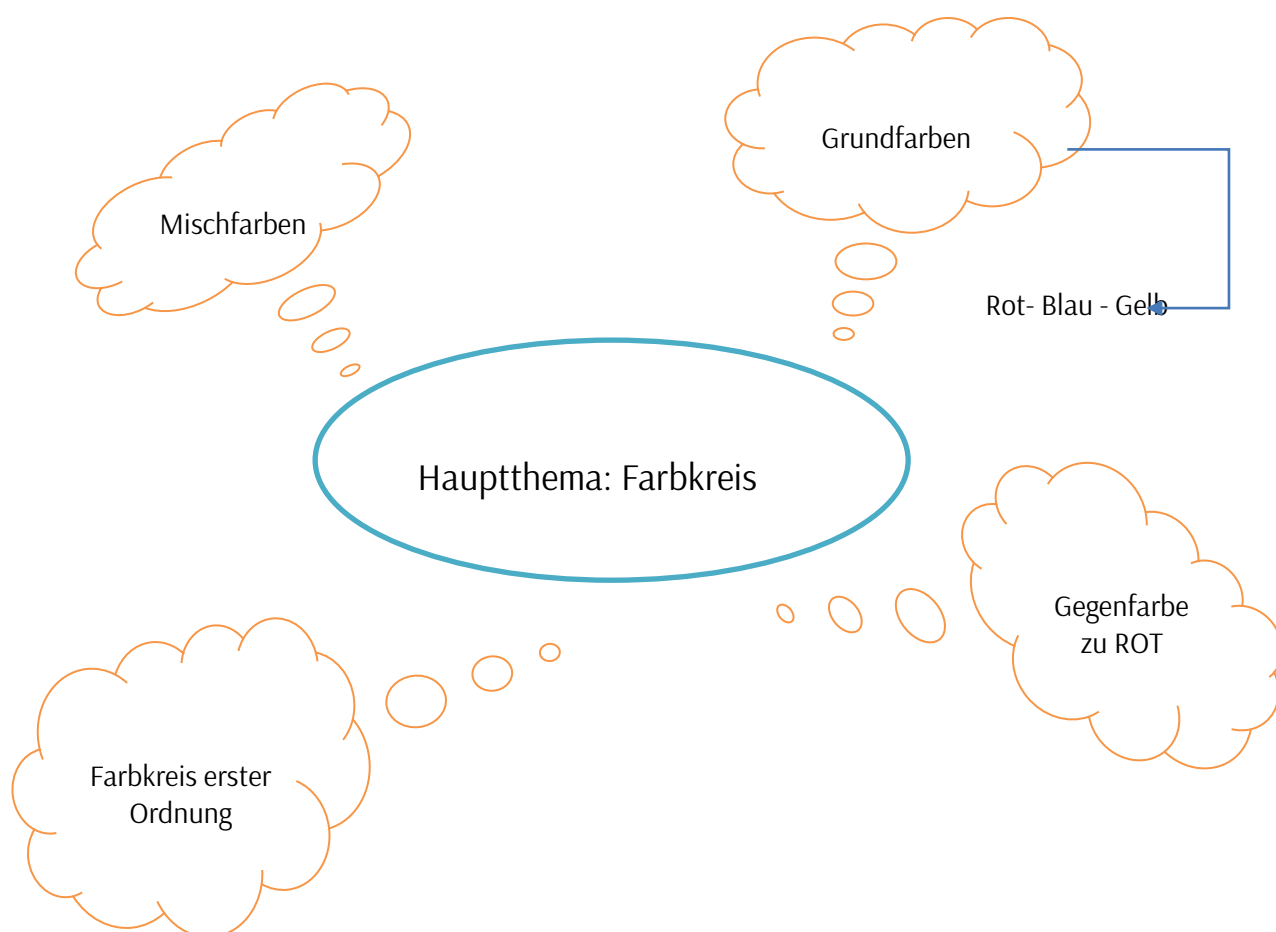 Grundfarben
Mischfarben
Rot- Blau - Gelb
Hauptthema: Farbkreis
Gegenfarbe
zu ROT
Farbkreis erster
Ordnung